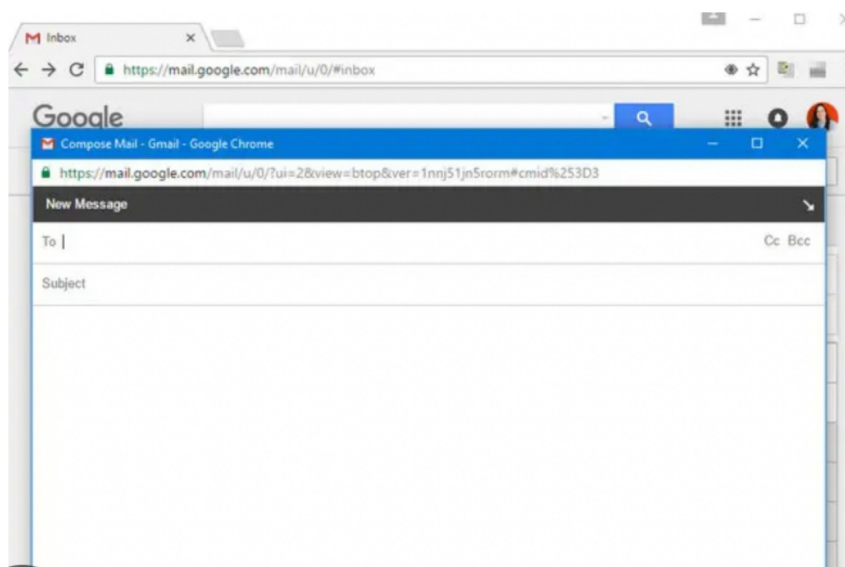 Inbox
https://mail.google.com/mail/u/0/#inbox
Google
Compose Mail - Gmail - Google Chrome
https://mail.google.com/mail/u/0/?ui=2&view=btop&ver=1nnj51jn5rorm#cmid%253D3
New Message
To Cc Bcc
Subject